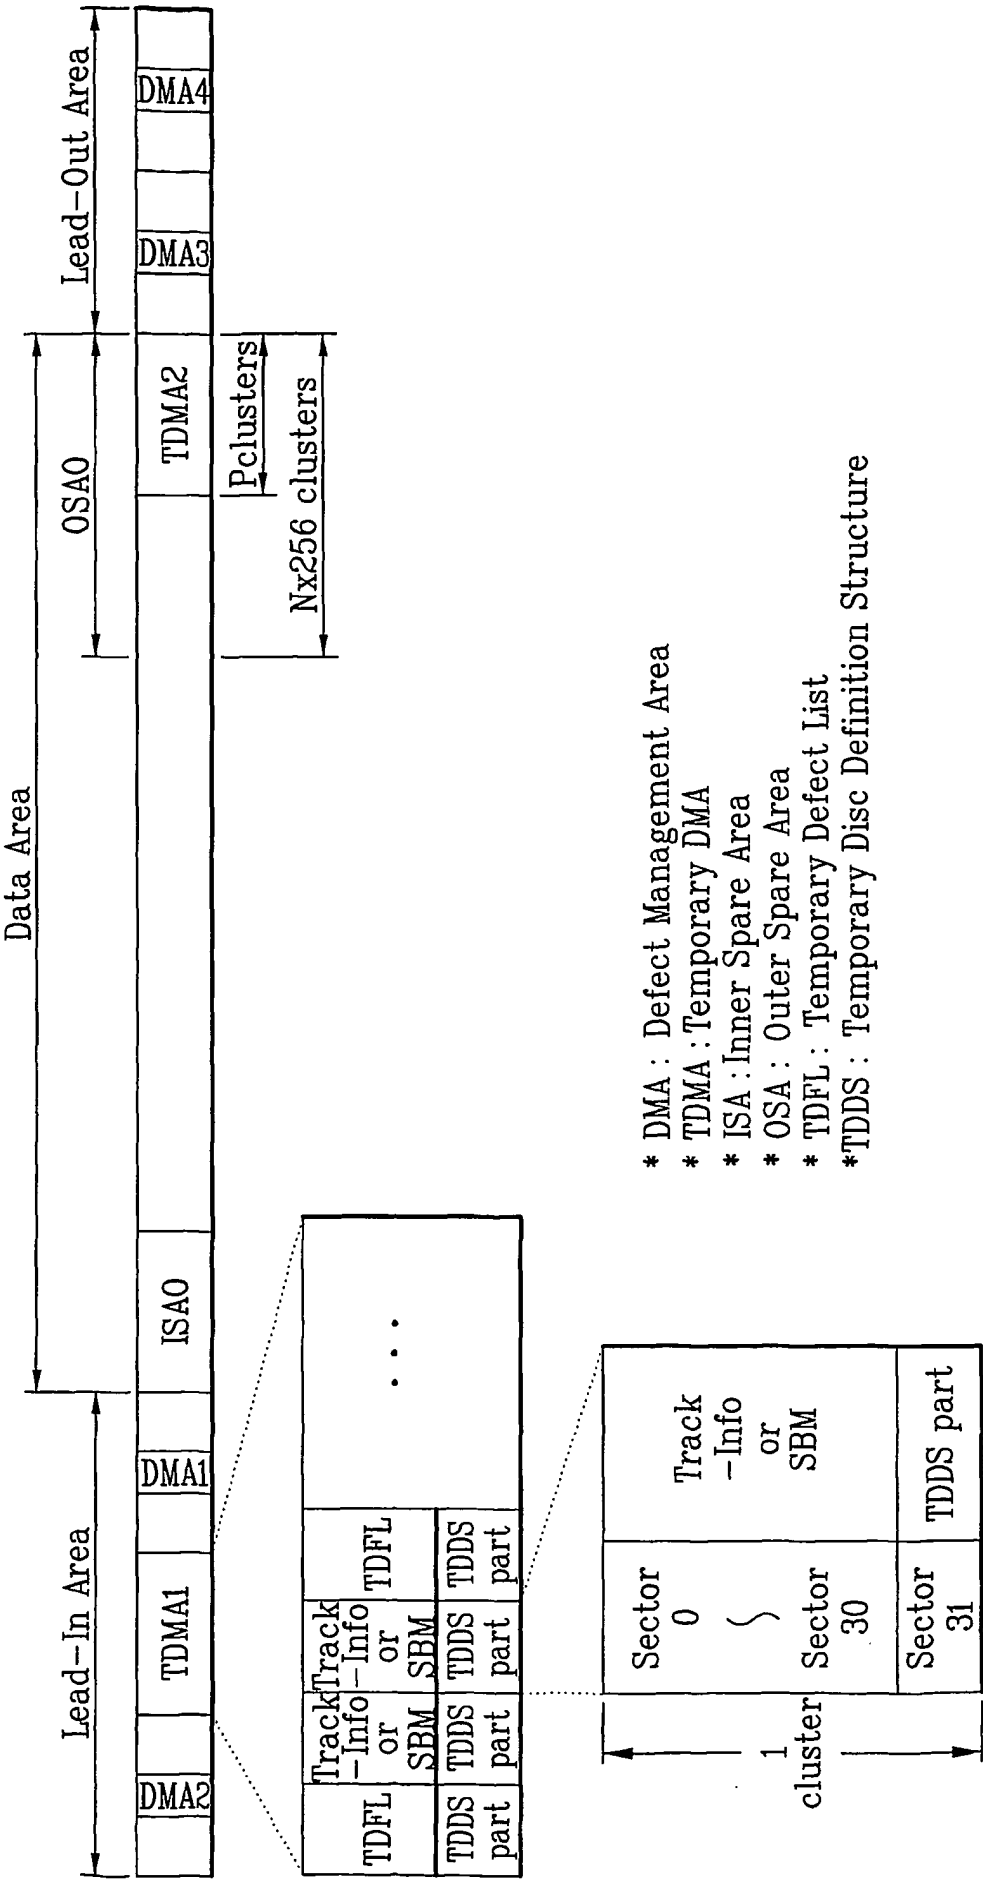 Data Area
Lead-In Area
OSA0
Lead-Out Area
DMA2
TDMA1
DMA1
ISA0
TDMA2
DMA3
DMA4
Pclusters
Nx256 clusters
TDFL
Track
-Info
or
SBM
Track
-Info
or
SBM
TDFL
...
TDDS
part
TDDS
part
TDDS
part
TDDS
part
1
cluster
Sector
0
Sector
30
Track
-Info
or
SBM
Sector
31
TDDS part
* DMA : Defect Management Area
* TDMA : Temporary DMA
* ISA : Inner Spare Area
* OSA : Outer Spare Area
* TDFL : Temporary Defect List
*TDDS : Temporary Disc Definition Structure